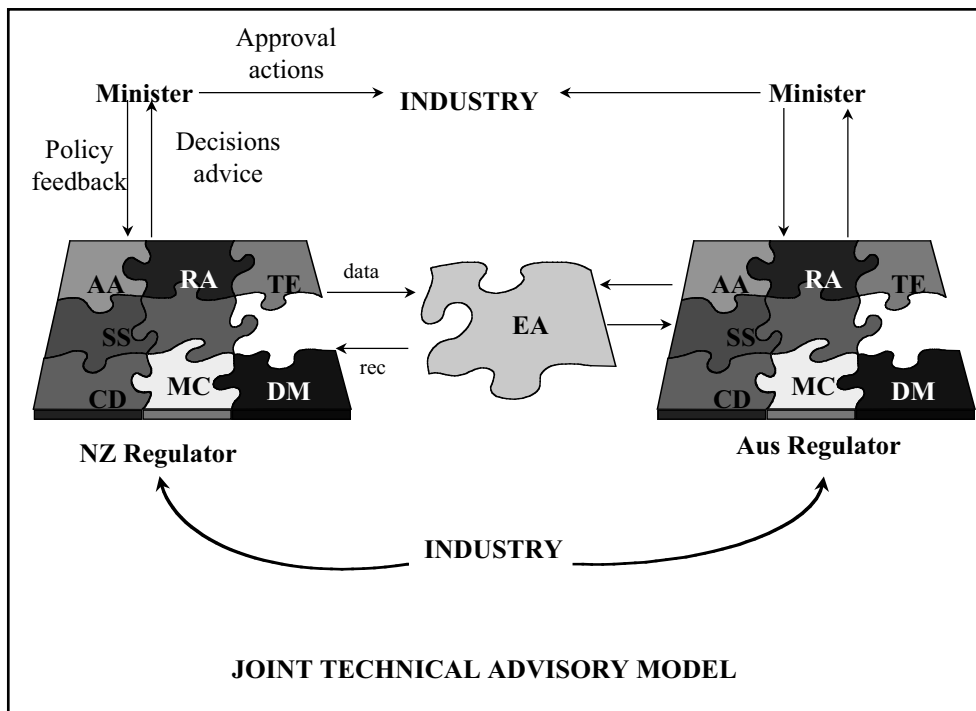 Approval
actions
Minister
INDUSTRY
Minister
Policy
feedback
Decisions
advice
AA
RA
TE
data
EA
AA
RA
TE
SS
rec
SS
CD
MC
DM
CD
MC
DM
NZ Regulator
Aus Regulator
INDUSTRY
JOINT TECHNICAL ADVISORY MODEL